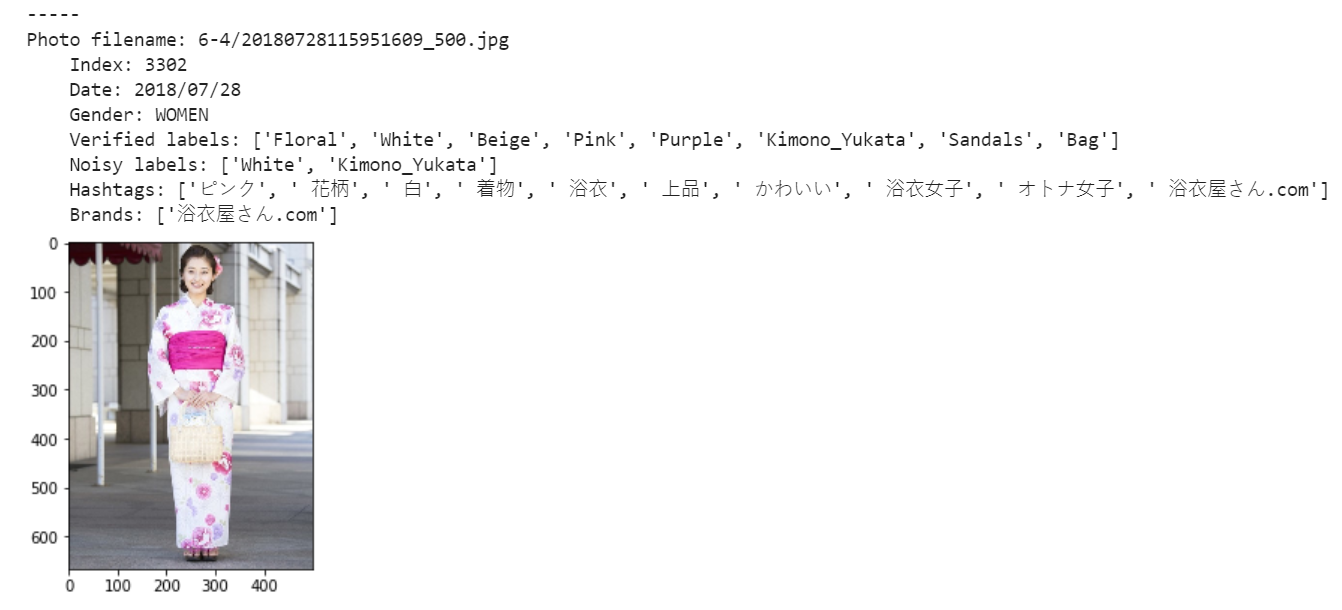 -----
Photo filename: 6-4/20180728115951609_500.jpg
Index: 3302
Date: 2018/07/28
Gender: WOMEN
Verified labels: ['Floral', 'White', 'Beige', 'Pink', 'Purple', 'Kimono_Yukata', 'Sandals', 'Bag']
Noisy labels: ['White', 'Kimono_Yukata']
Hashtags: ['ピンク', ' 花柄', ' 白', ' 着物', ' 浴衣', ' 上品', ' かわいい', ' 浴衣女子', ' オトナ女子', ' 浴衣屋さん.com']
Brands: ['浴衣屋さん.com']
0
100
200
300
400
500
600
0 100 200 300 400